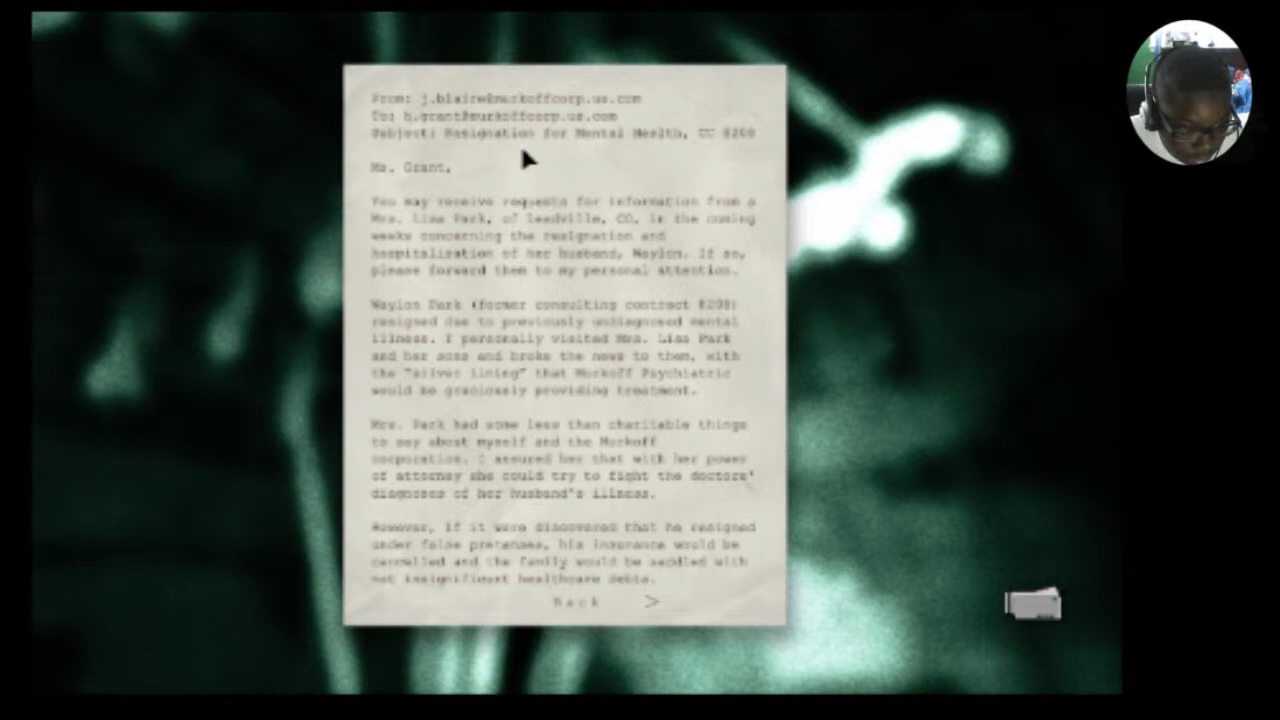 From: j.blaire@murkoffcorp.us.com
To: h.grant@murkoffcorp.us.com
Subject: Resignation for Mental Health, CC 8208
Ms. Grant,
You may receive requests for information from a
Mrs. Lisa Park, of Leadville, CO, in the coming
weeks concerning the resignation and
hospitalization of her husband, Waylon. If so,
please forward them to my personal attention.
Waylon Park (former consulting contract 8208)
resigned due to previously undiagnosed mental
illness. I personally visited Mrs. Lisa Park
and her sons and broke the news to them, with
the "silver lining" that Murkoff Psychiatric
would be graciously providing treatment.
Mrs. Park had some less than charitable things
to say about myself and the Murkoff
corporation. I assured her that with her power
of attorney she could try to fight the doctors'
diagnoses of her husband's illness.
However, if it were discovered that he resigned
under false pretenses, his insurance would be
cancelled and the family would be saddled with
not insignificant healthcare debts.
Back >